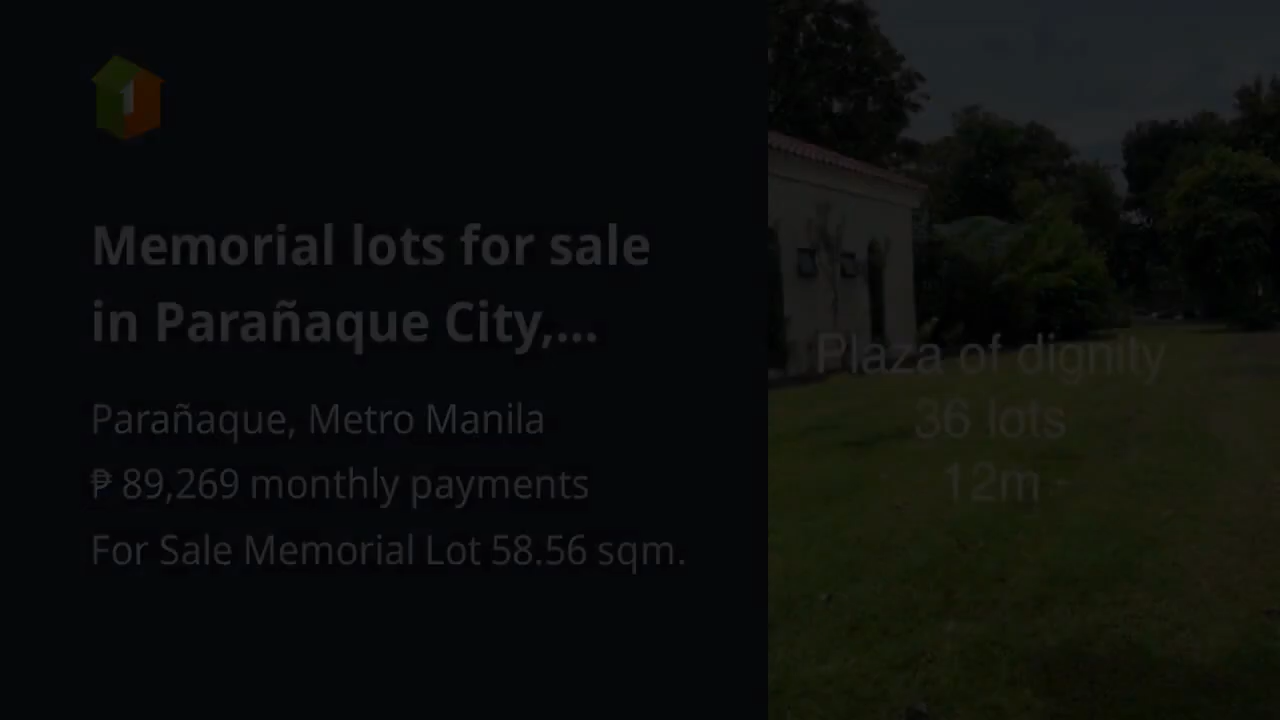 Memorial lots for sale
in Parañaque City,...
Parañaque, Metro Manila
₱ 89,269 monthly payments
For Sale Memorial Lot 58.56 sqm.
Plaza of dignity
36 lots
12m -